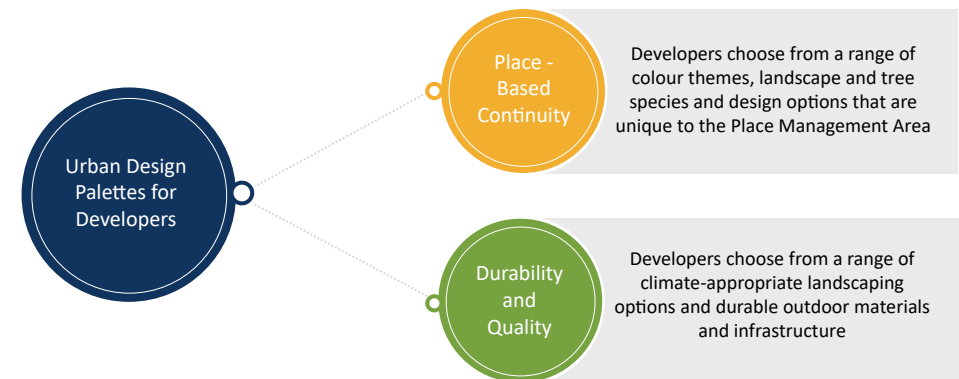 Urban Design
Palettes for
Developers
Place -
Based
Continuity
Developers choose from a range of
colour themes, landscape and tree
species and design options that are
unique to the Place Management Area
Durability
and
Quality
Developers choose from a range of
climate-appropriate landscaping
options and durable outdoor materials
and infrastructure